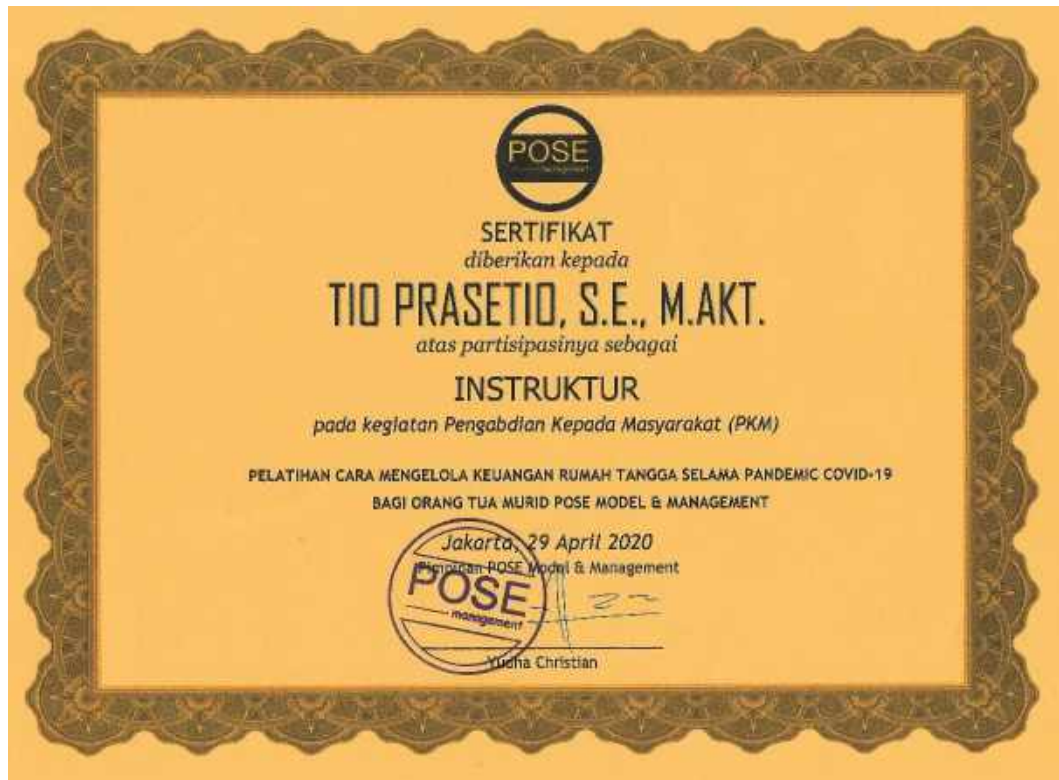 POSE
management
SERTIFIKAT
diberikan kepada
TIO PRASETIO, S.E., M.AKT.
atas partisipasinya sebagai
INSTRUKTUR
pada kegiatan Pengabdian Kepada Masyarakat (PKM)
PELATIHAN CARA MENGELOLA KEUANGAN RUMAH TANGGA SELAMA PANDEMIC COVID-19
BAGI ORANG TUA MURID POSE MODEL & MANAGEMENT
Jakarta, 29 April 2020
Pimpinan POSE Model & Management
POSE
management
Yudha Christian